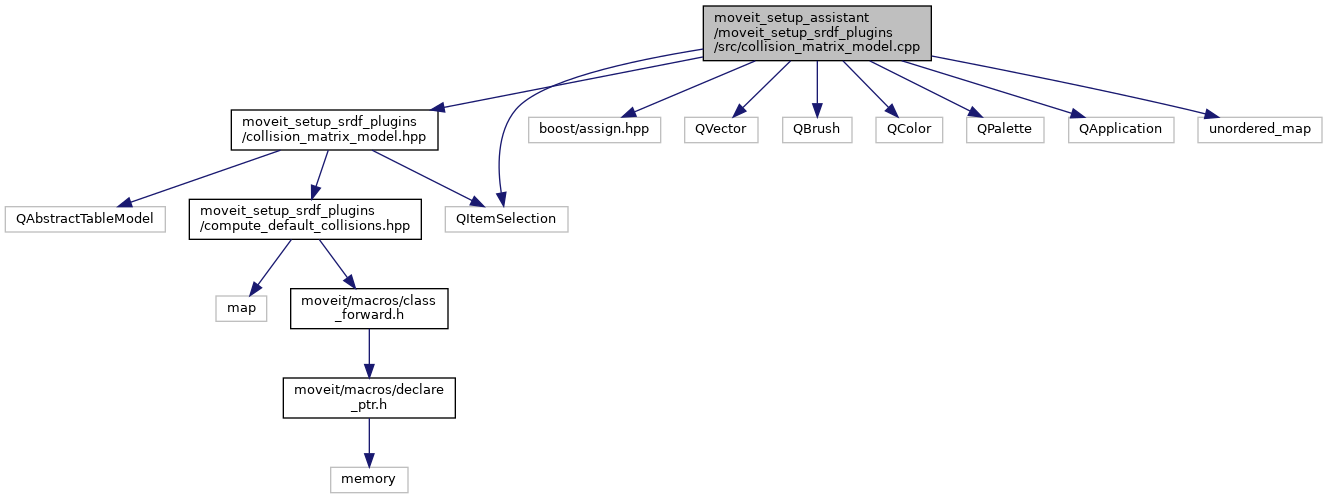 moveit_setup_assistant
/moveit_setup_srdf_plugins
/src/collision_matrix_model.cpp
moveit_setup_srdf_plugins
/collision_matrix_model.hpp
boost/assign.hpp
QVector
QBrush
QColor
QPalette
QApplication
unordered_map
QAbstractTableModel
moveit_setup_srdf_plugins
/compute_default_collisions.hpp
QItemSelection
map
moveit/macros/class
_forward.h
moveit/macros/declare
_ptr.h
memory